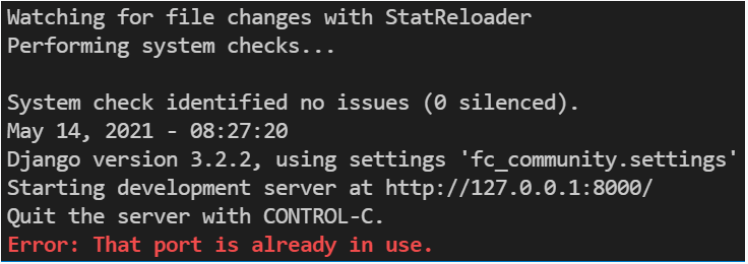 Watching for file changes with StatReloader
Performing system checks...
System check identified no issues (0 silenced).
May 14, 2021 - 08:27:20
Django version 3.2.2, using settings 'fc_community.settings'
Starting development server at http://127.0.0.1:8000/
Quit the server with CONTROL-C.
Error: That port is already in use.